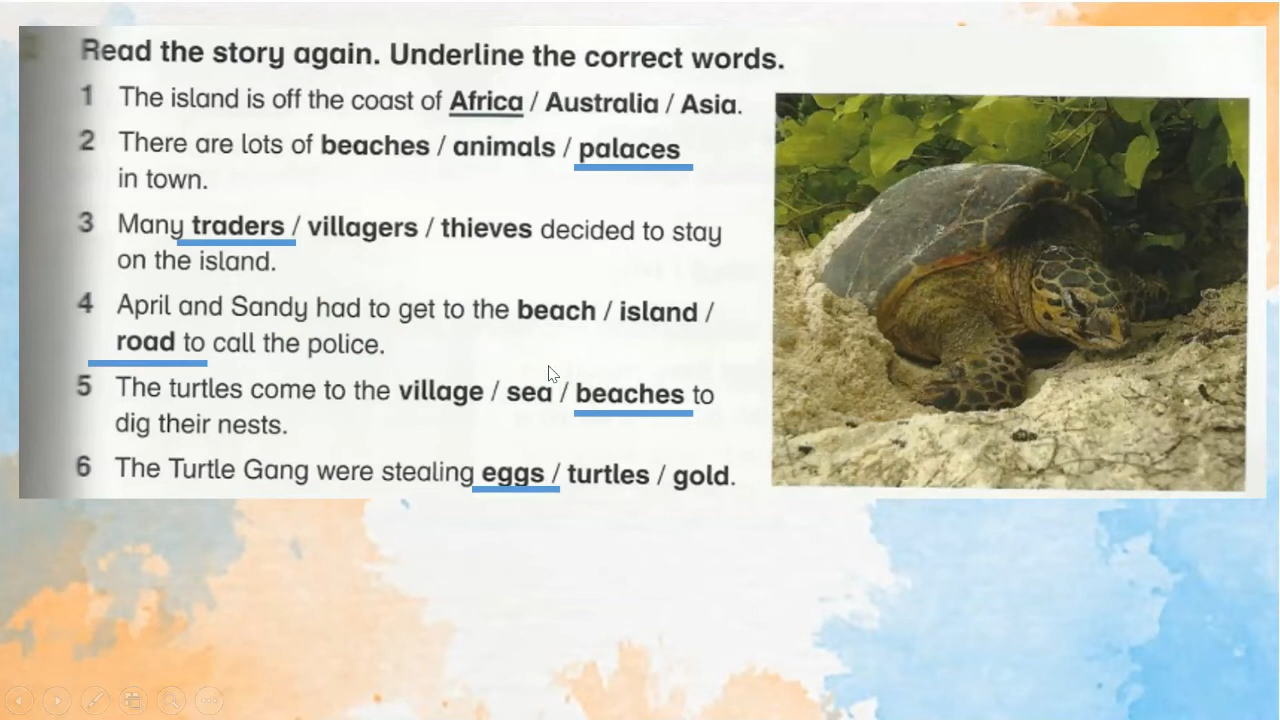 Read the story again. Underline the correct words.
1 The island is off the coast of Africa / Australia / Asia.
2 There are lots of beaches / animals / palaces
in town.
3 Many traders / villagers / thieves decided to stay
on the island.
4 April and Sandy had to get to the beach / island /
road to call the police.
5 The turtles come to the village / sea / beaches to
dig their nests.
6 The Turtle Gang were stealing eggs / turtles / gold.